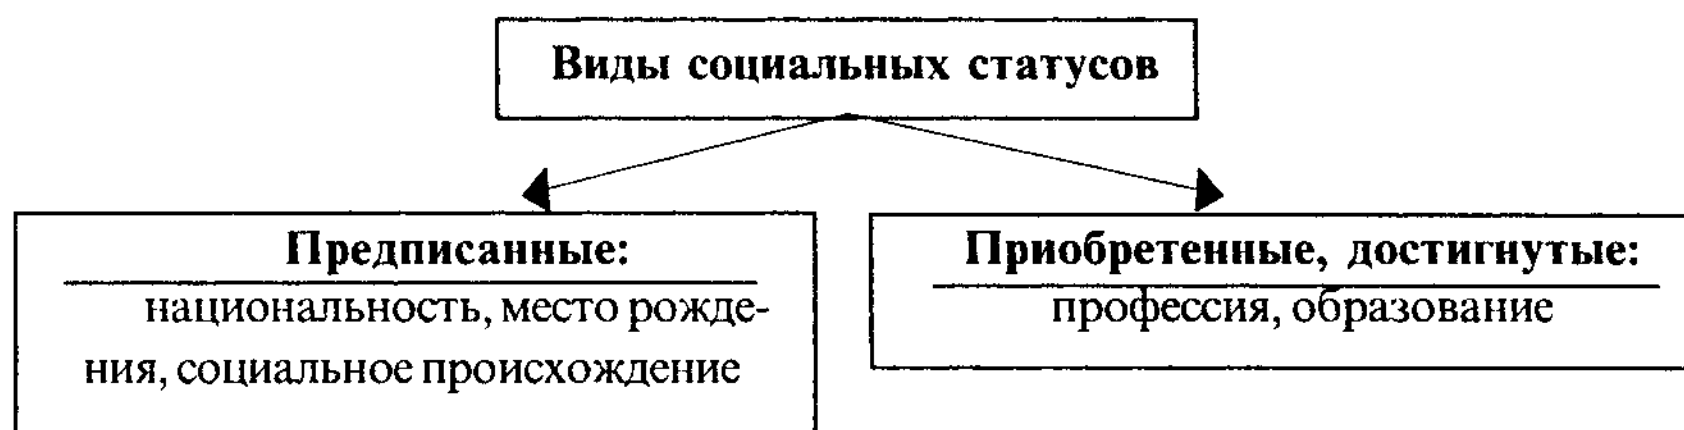 Виды социальных статусов
Предписанные:
национальность, место рожде-
ния, социальное происхождение
Приобретенные, достигнутые:
профессия, образование